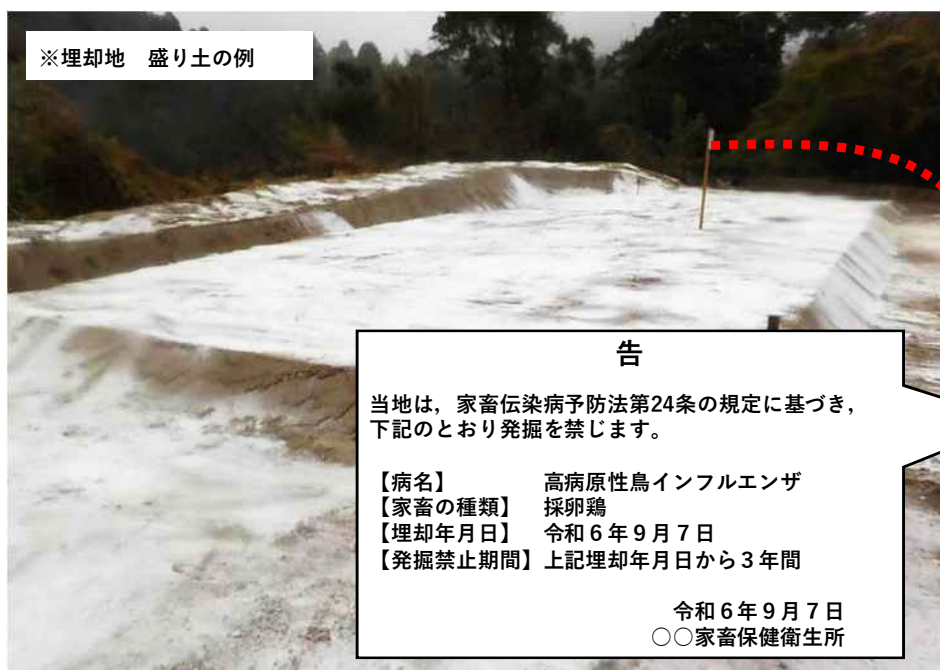 ※埋却地　盛り土の例
告
当地は，家畜伝染病予防法第24条の規定に基づき，
下記のとおり発掘を禁じます。
【病名】　高病原性鳥インフルエンザ
【家畜の種類】　採卵鶏
【埋却年月日】　令和６年９月７日
【発掘禁止期間】上記埋却年月日から３年間
令和６年９月７日
○○家畜保健衛生所